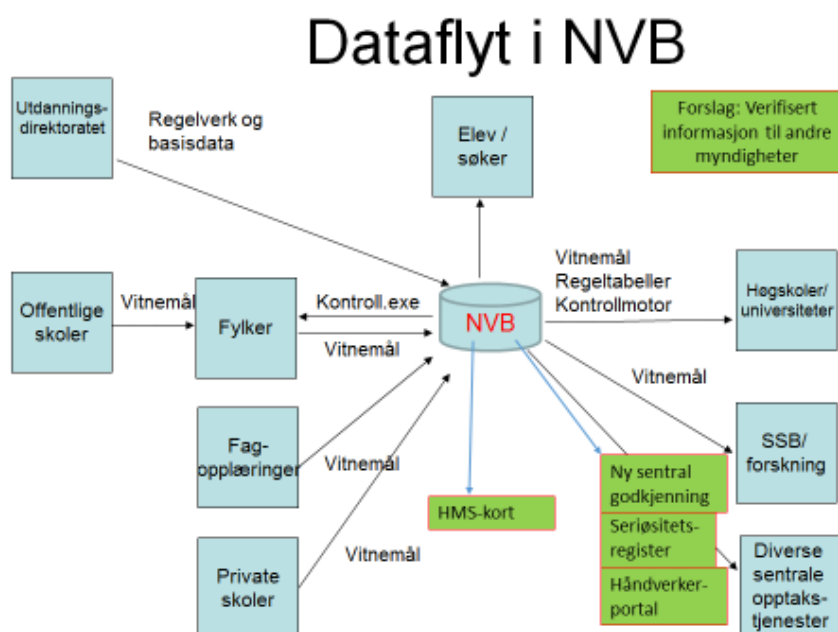 Dataflyt i NVB
Utdannings-
direktoratet
Regelverk og
basisdata
Elev /
søker
Forslag: Verifisert
informasjon til andre
myndigheter
Offentlige
skoler
Vitnemål
Fylker
Kontroll.exe
Vitnemål
NVB
Vitnemål
Regeltabeller
Kontrollmotor
Høgskoler/
universiteter
Vitnemål
SSB/
forskning
Fag-
opplæringer
Vitnemål
HMS-kort
Ny sentral
godkjenning
Seriøsitets-
register
Håndverker-
portal
Private
skoler
Vitnemål
Diverse
sentrale
opptaks-
tjenester